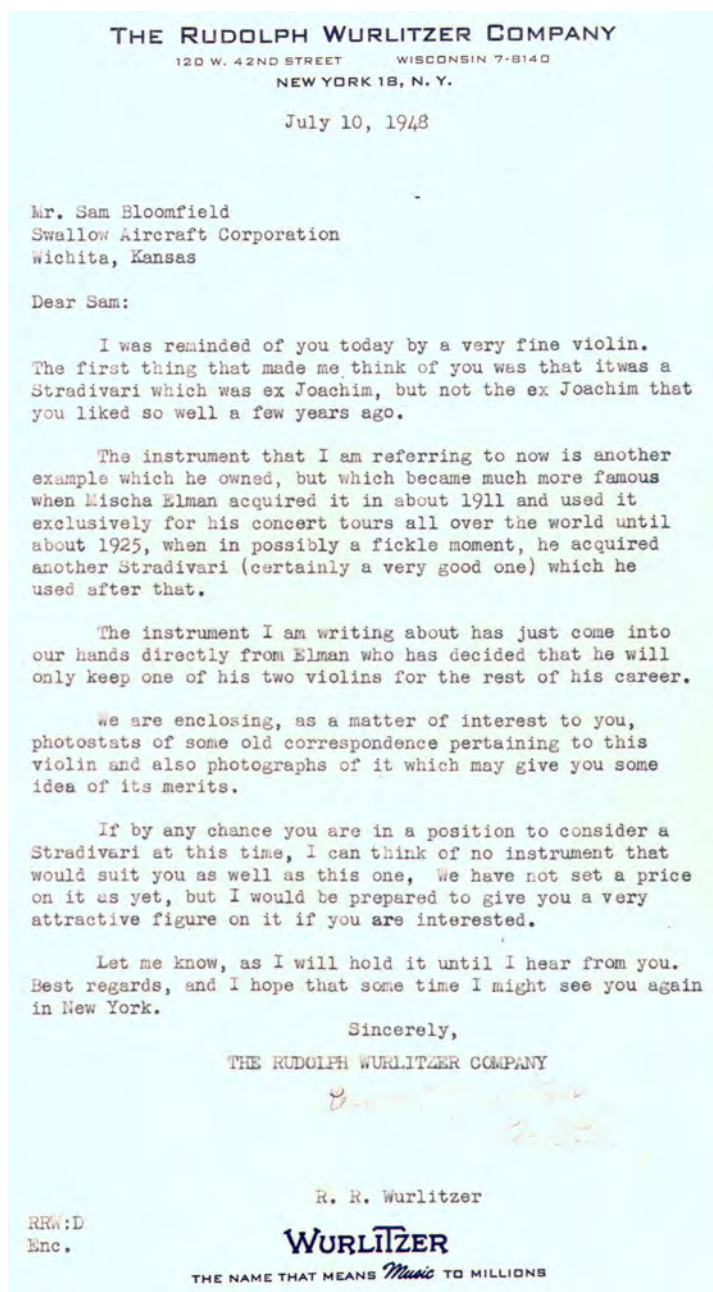 THE RUDOLPH WURLITZER COMPANY
120 W. 42ND STREET WISCONSIN 7-8140
NEW YORK 18, N. Y.
July 10, 1948
Mr. Sam Bloomfield
Swallow Aircraft Corporation
Wichita, Kansas
Dear Sam:
I was reminded of you today by a very fine violin.
The first thing that made me think of you was that itwas a
Stradivari which was ex Joachim, but not the ex Joachim that
you liked so well a few years ago.
The instrument that I am referring to now is another
example which he owned, but which became much more famous
when Mischa Elman acquired it in about 1911 and used it
exclusively for his concert tours all over the world until
about 1925, when in possibly a fickle moment, he acquired
another Stradivari (certainly a very good one) which he
used after that.
The instrument I am writing about has just come into
our hands directly from Elman who has decided that he will
only keep one of his two violins for the rest of his career.
We are enclosing, as a matter of interest to you,
photostats of some old correspondence pertaining to this
violin and also photographs of it which may give you some
idea of its merits.
If by any chance you are in a position to consider a
Stradivari at this time, I can think of no instrument that
would suit you as well as this one, We have not set a price
on it as yet, but I would be prepared to give you a very
attractive figure on it if you are interested.
Let me know, as I will hold it until I hear from you.
Best regards, and I hope that some time I might see you again
in New York.
Sincerely,
THE RUDOLPH WURLITZER COMPANY
R. R. Wurlitzer
RRW:D
Enc.
WURLITZER
THE NAME THAT MEANS Music TO MILLIONS